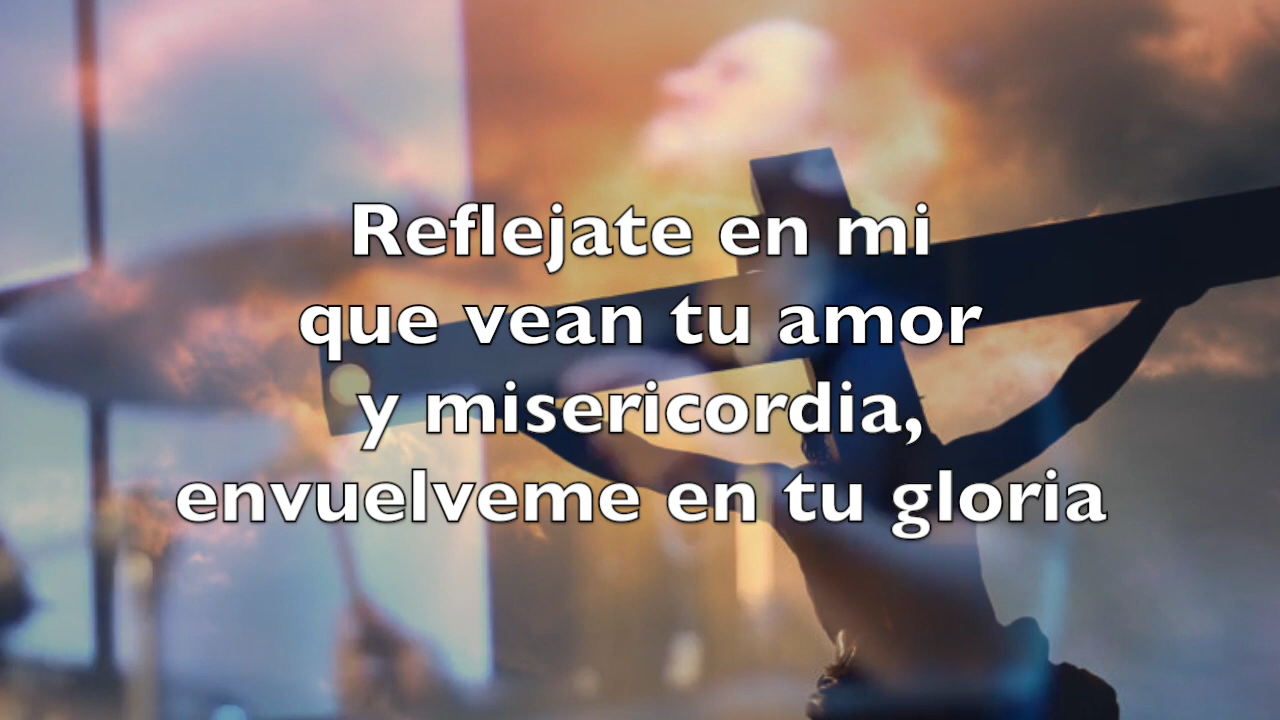 Reflejate en mi
que vean tu amor
y misericordia,
envuelveme en tu gloria